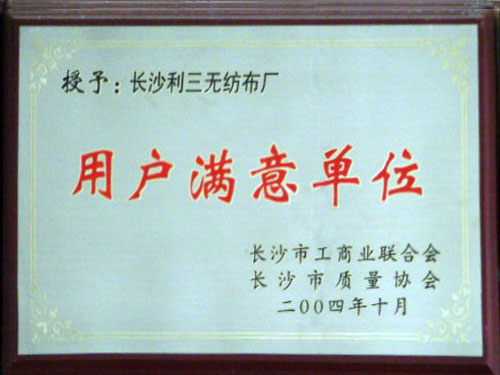 授予：长沙利三无纺布厂
用户满意单位
长沙市工商业联合会
长沙市质量协会
二00四年十月